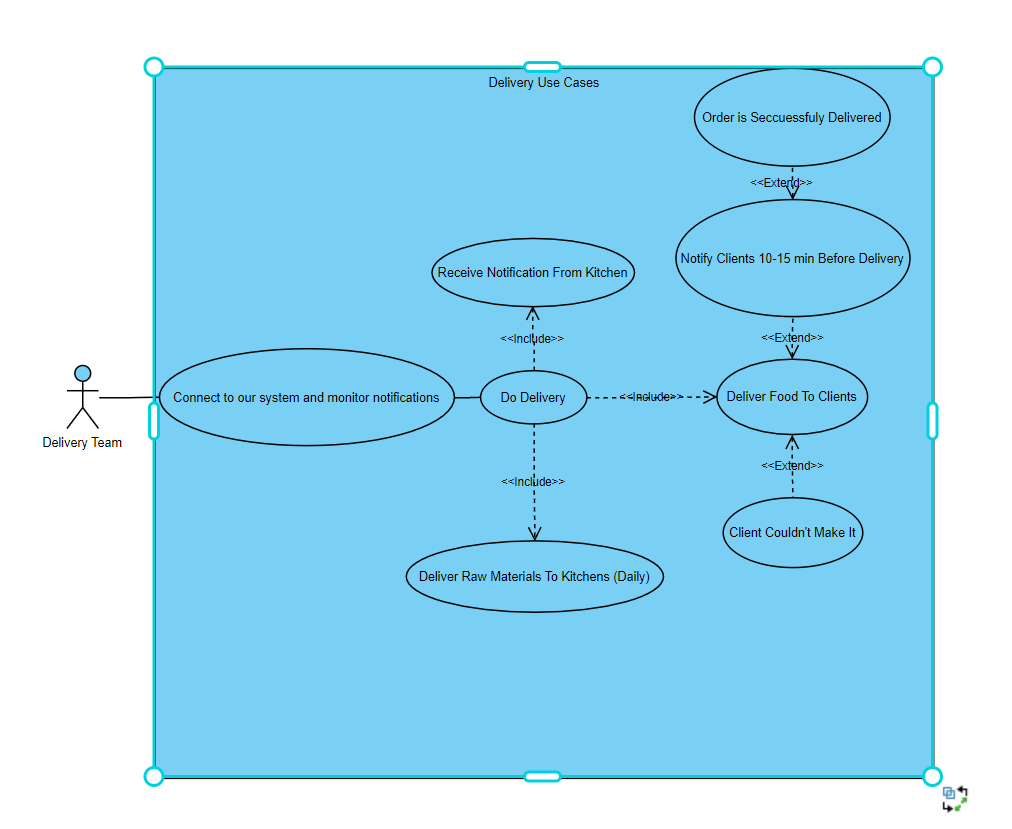 Delivery Use Cases
Order is Seccuessfuly Delivered
<<Extend>>
Notify Clients 10-15 min Before Delivery
Receive Notification From Kitchen
<<Extend>>
<<Include>>
Connect to our system and monitor notifications
Do Delivery
<<Include>>
Deliver Food To Clients
Delivery Team
<<Extend>>
<<Include>>
Client Couldn't Make It
Deliver Raw Materials To Kitchens (Daily)